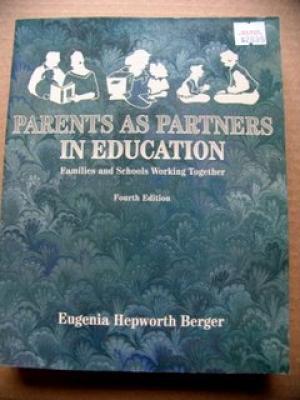 PARENTS AS PARTNERS
IN EDUCATION
Families and Schools Working Together
Fourth Edition
Eugenia Hepworth Berger